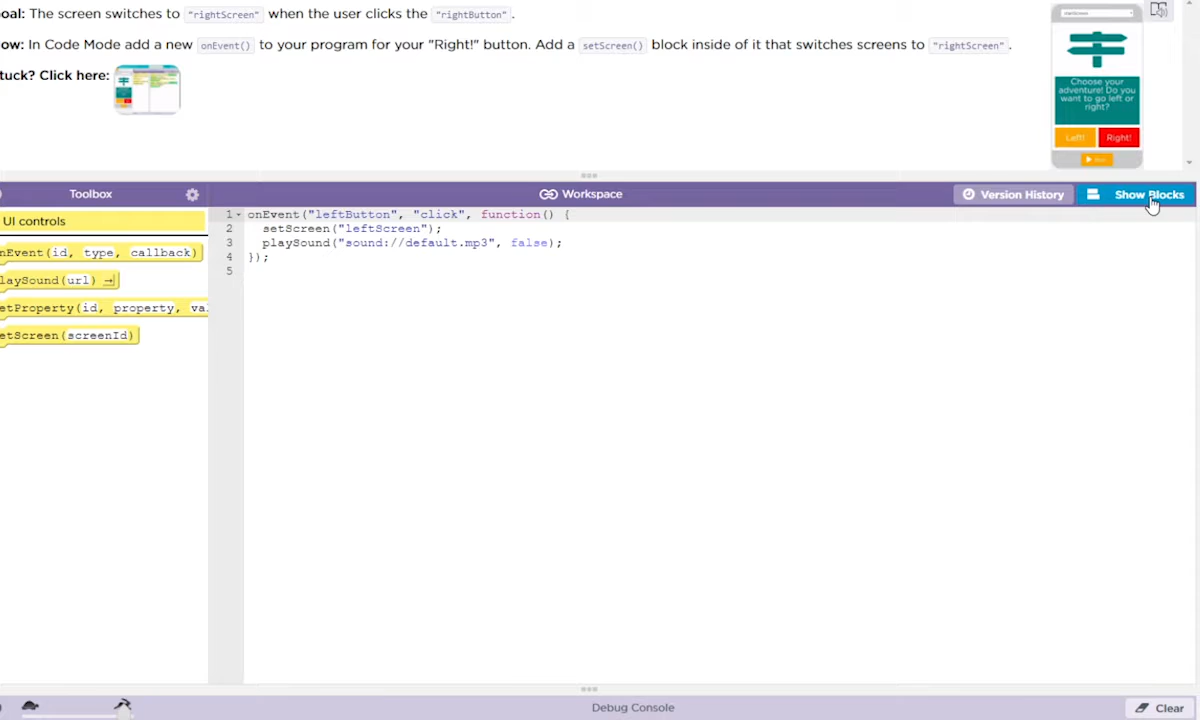 oal: The screen switches to "rightScreen" when the user clicks the "rightButton".
ow: In Code Mode add a new onEvent() to your program for your "Right!" button. Add a setScreen() block inside of it that switches screens to "rightScreen".
tuck? Click here:
Choose your
adventure! Do you
want to go left or
right?
Left! Right!
Toolbox
Workspace
Version History
Show Blocks
UI controls
nEvent(id, type, callback)
laySound(url)
etProperty(id, property, val
etScreen(screenId)
1 onEvent("leftButton", "click", function() {
2 setScreen("leftScreen");
3 playSound("sound://default.mp3", false);
4 });
5
Debug Console
Clear